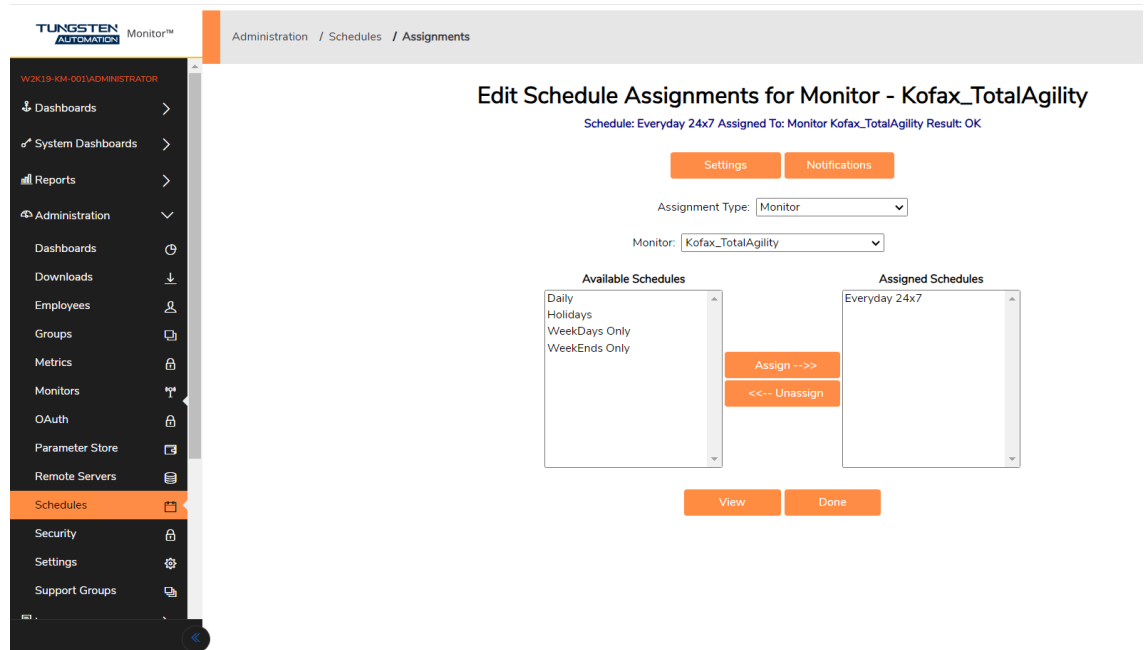 TUNGSTEN
AUTOMATION
Monitor™
Administration / Schedules / Assignments
W2K19-KM-001\ADMINISTRATOR
Dashboards
System Dashboards
Reports
Administration
Dashboards
Downloads
Employees
Groups
Metrics
Monitors
OAuth
Parameter Store
Remote Servers
Schedules
Security
Settings
Support Groups
Edit Schedule Assignments for Monitor - Kofax_TotalAgility
Schedule: Everyday 24x7 Assigned To: Monitor Kofax_TotalAgility Result: OK
Settings
Notifications
Assignment Type: Monitor
Monitor: Kofax_TotalAgility
Available Schedules
Daily
Holidays
WeekDays Only
WeekEnds Only
Assign -->>
<<-- Unassign
Assigned Schedules
Everyday 24x7
View
Done